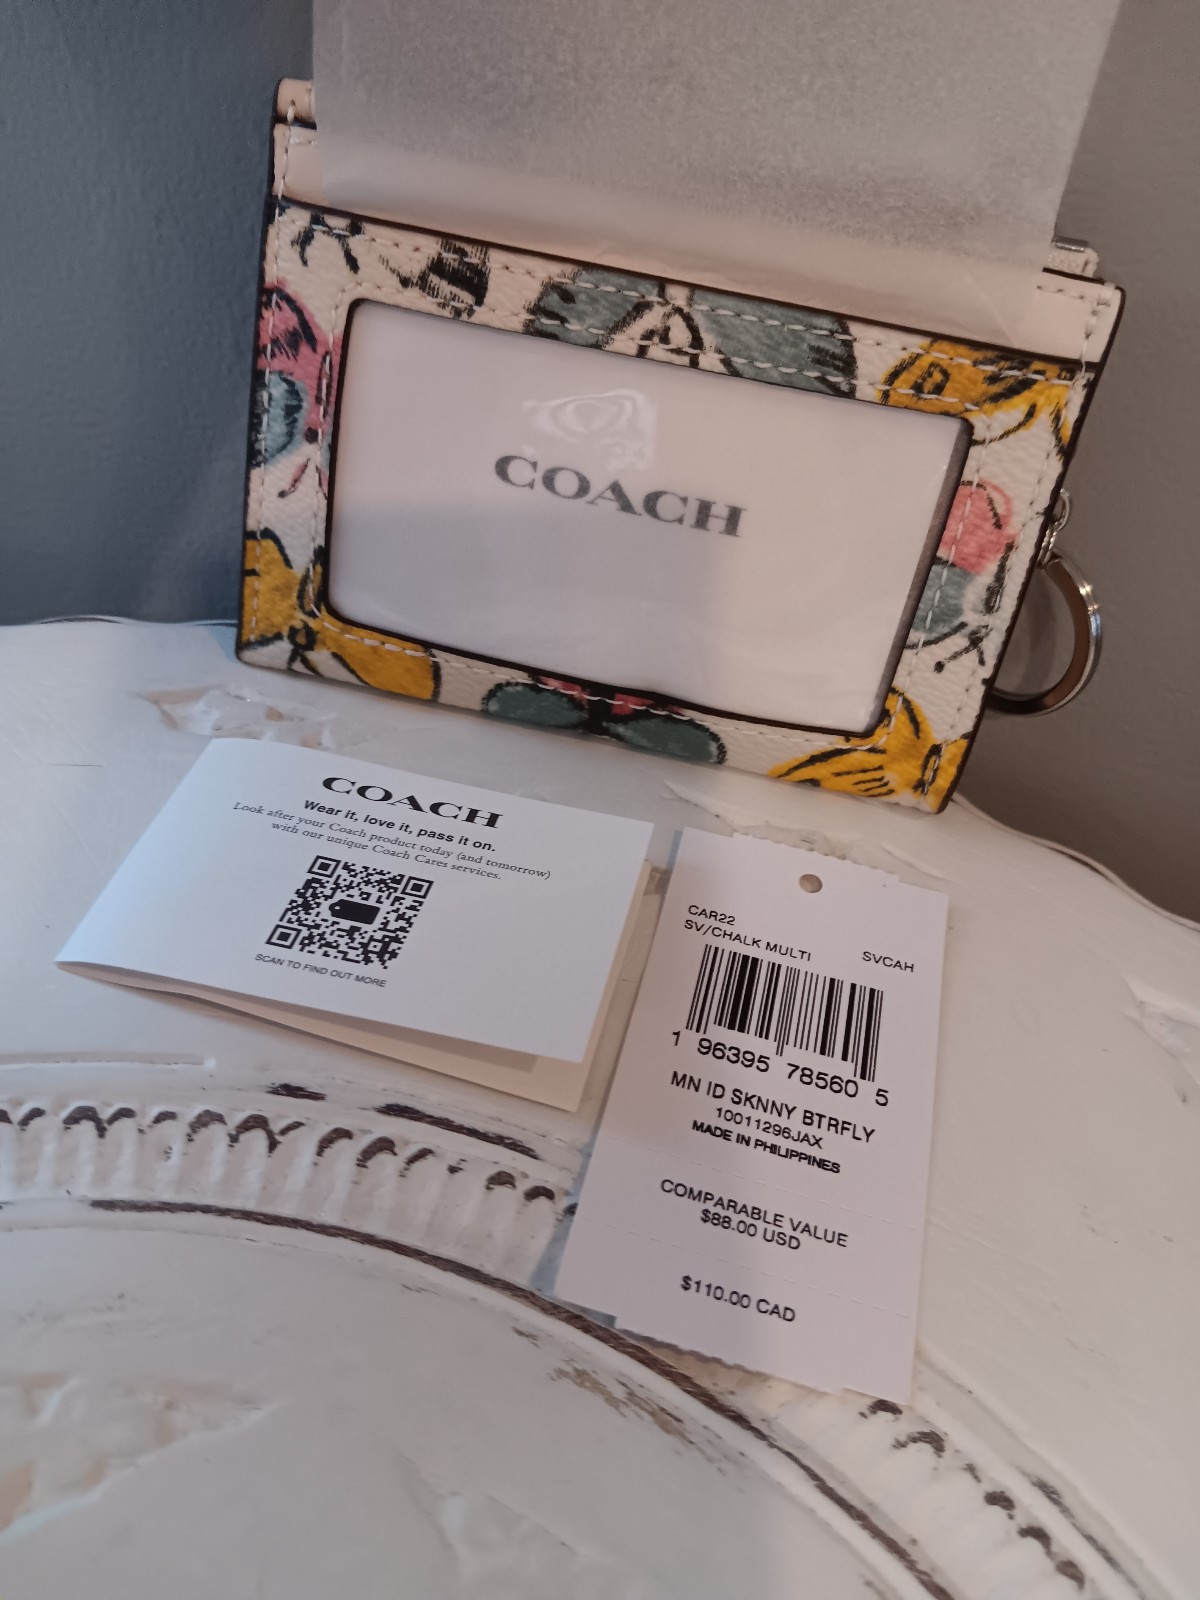 COACH
COACH
Wear it, love it, pass it on.
Look after your Coach product today (and tomorrow)
with our unique Coach Cares services.
SCAN TO FIND OUT MORE
CAR22
SV/CHALK MULTI SVCAH
1 96395 78560 5
MN ID SKNNY BTRFLY
10011296JAX
MADE IN PHILIPPINES
COMPARABLE VALUE
$88.00 USD
$110.00 CAD